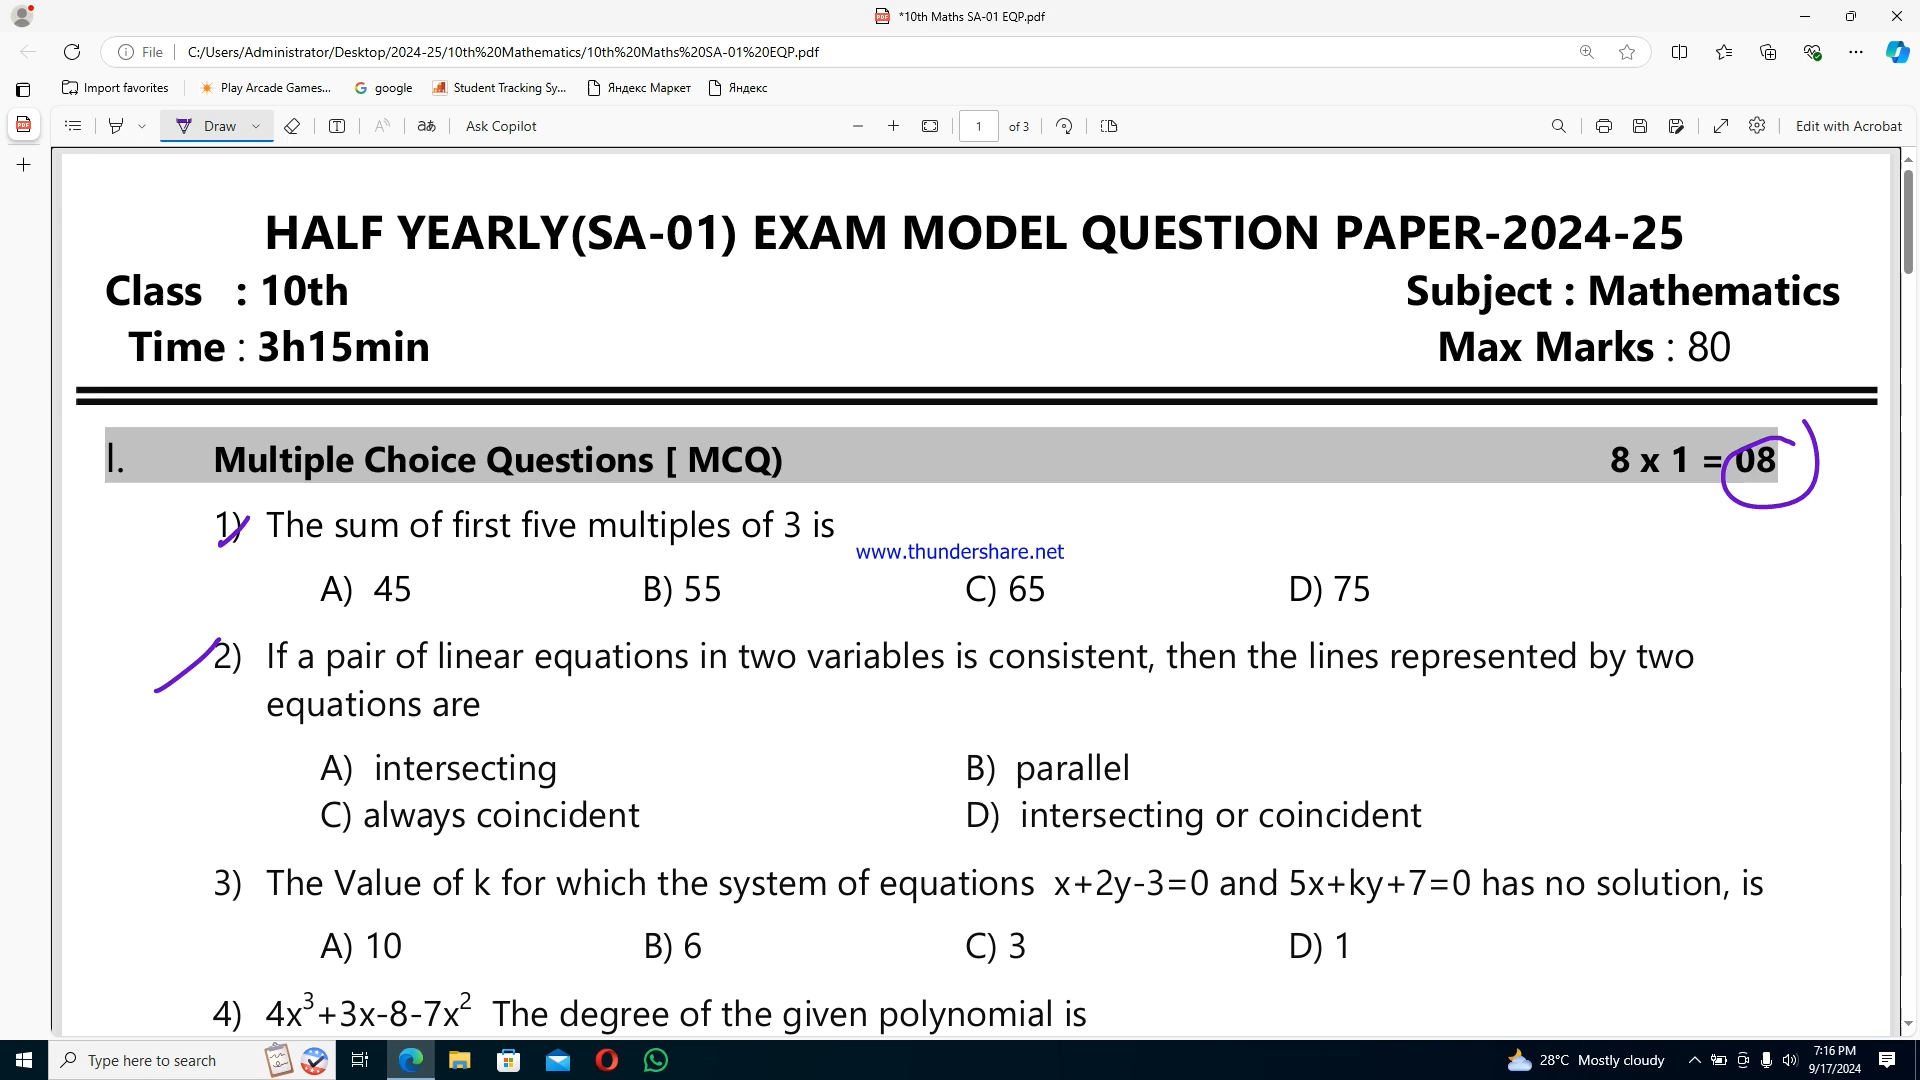 *10th Maths SA-01 EQP.pdf
File C:/Users/Administrator/Desktop/2024-25/10th%20Mathematics/10th%20Maths%20SA-01%20EQP.pdf
Import favorites Play Arcade Games... google Student Tracking Sy... Яндекс Маркет Яндекс
Draw Ask Copilot 1 of 3 Edit with Acrobat
HALF YEARLY(SA-01) EXAM MODEL QUESTION PAPER-2024-25
Class : 10th Subject : Mathematics
Time : 3h15min Max Marks : 80
I. Multiple Choice Questions [ MCQ) 8 x 1 = 08
1) The sum of first five multiples of 3 is
www.thundershare.net
A) 45 B) 55 C) 65 D) 75
2) If a pair of linear equations in two variables is consistent, then the lines represented by two
equations are
A) intersecting B) parallel
C) always coincident D) intersecting or coincident
3) The Value of k for which the system of equations x+2y-3=0 and 5x+ky+7=0 has no solution, is
A) 10 B) 6 C) 3 D) 1
4) 4x³+3x-8-7x² The degree of the given polynomial is
Type here to search 28°C Mostly cloudy 7:16 PM
9/17/2024